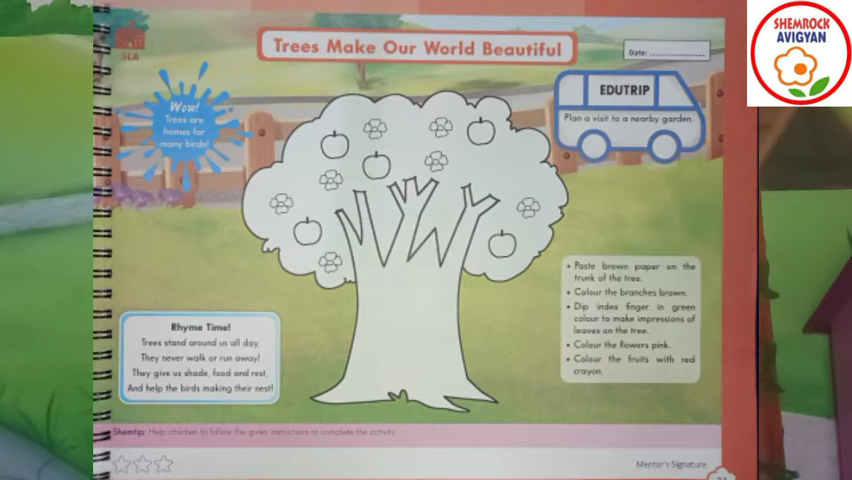 SHEMROCK
AVIGYAN
SLA
Trees Make Our World Beautiful
Date:
Wow!
Trees are
homes for
many birds!
EDUTRIP
Plan a visit to a nearby garden.
• Paste brown paper on the
trunk of the tree.
• Colour the branches brown.
• Dip index finger in green
colour to make impressions of
leaves on the tree.
• Colour the flowers pink.
• Colour the fruits with red
crayon.
Rhyme Time!
Trees stand around us all day,
They never walk or run away!
They give us shade, food and rest,
And help the birds making their nest!
Shemtip: Help children to follow the given instructions to complete the activity.
Mentor's Signature